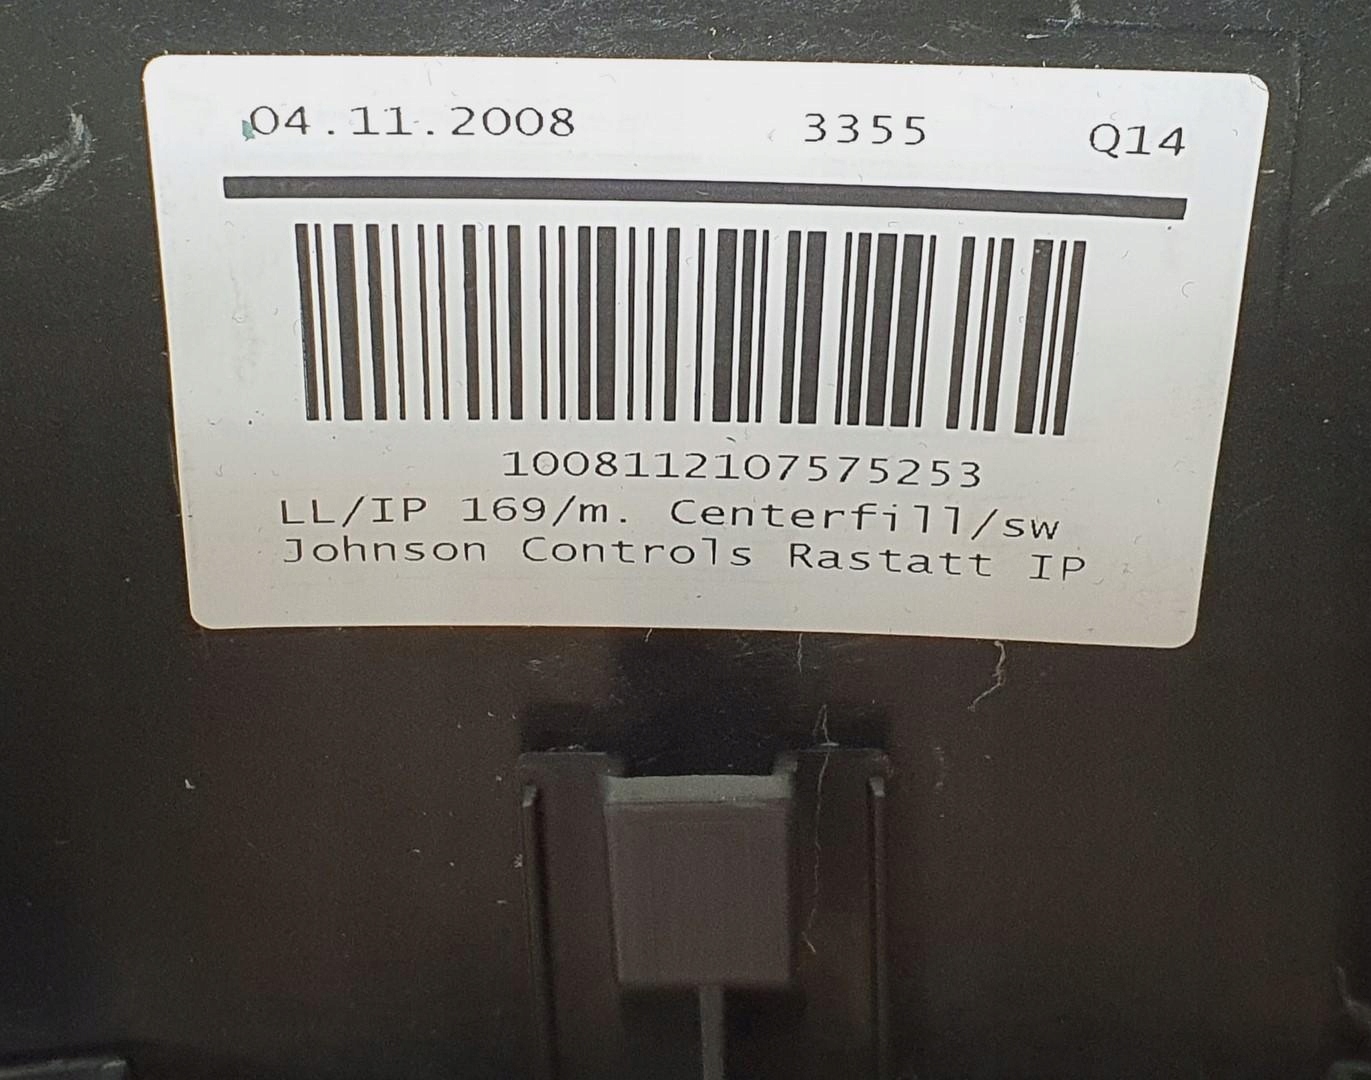 04.11.2008 3355 Q14
1008112107575253
LL/IP 169/m. Centerfill/sw
Johnson Controls Rastatt IP